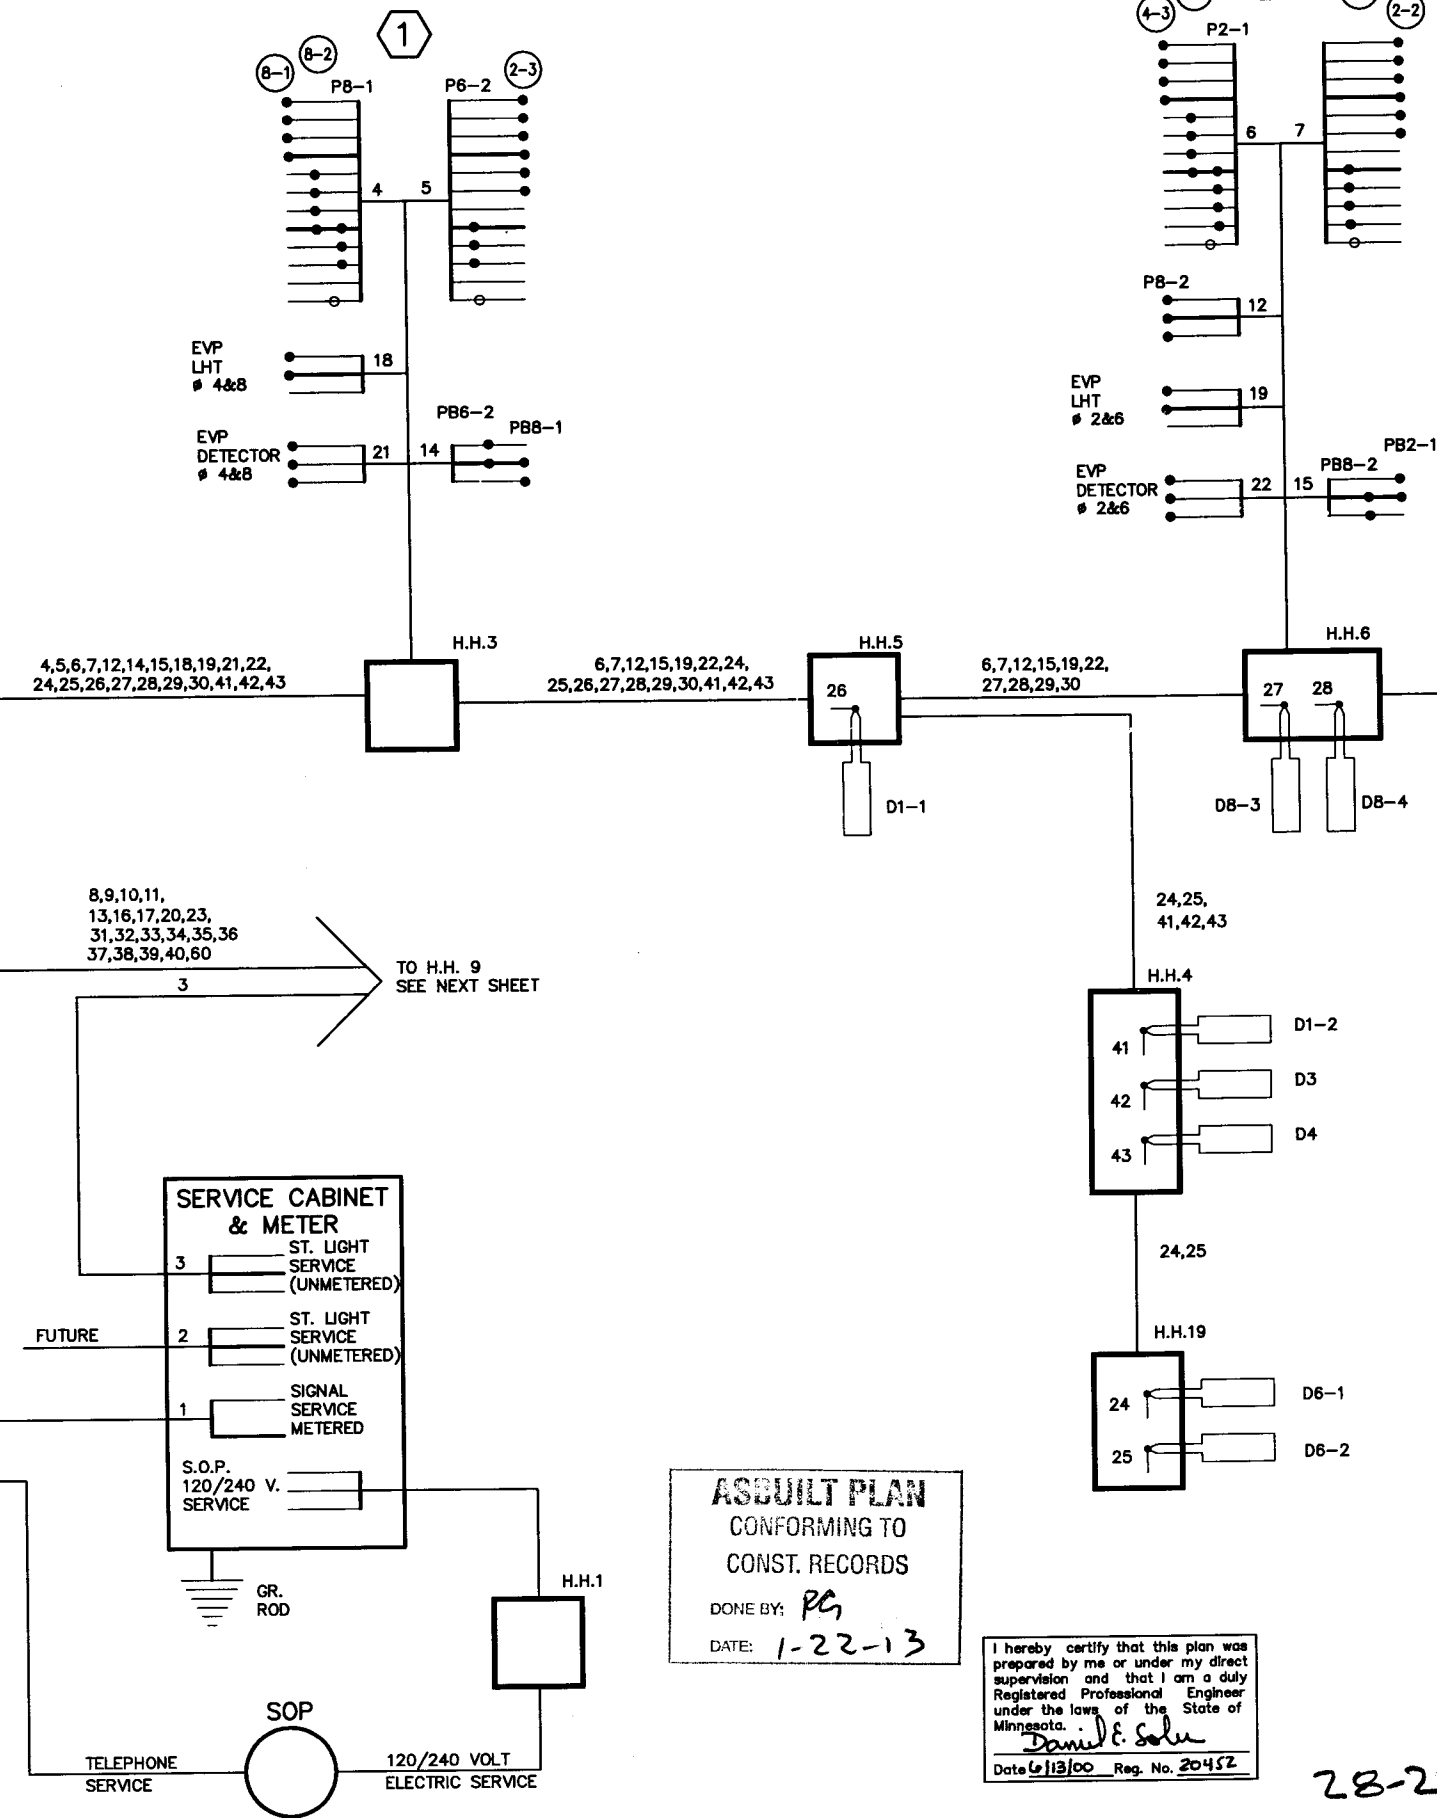 1
8-1
8-2
P8-1
P6-2
2-3
4
5
EVP
LHT
ø 4&8
18
EVP
DETECTOR
ø 4&8
21
14
PB6-2
PB8-1
4-3
P2-1
2-2
6
7
P8-2
12
EVP
LHT
ø 2&6
19
EVP
DETECTOR
ø 2&6
22
15
PB8-2
PB2-1
H.H.3
4,5,6,7,12,14,15,18,19,21,22,
24,25,26,27,28,29,30,41,42,43
6,7,12,15,19,22,24,
25,26,27,28,29,30,41,42,43
H.H.5
26
D1-1
6,7,12,15,19,22,
27,28,29,30
H.H.6
27
28
D8-3
D8-4
8,9,10,11,
13,16,17,20,23,
31,32,33,34,35,36
37,38,39,40,60
3
TO H.H. 9
SEE NEXT SHEET
24,25,
41,42,43
H.H.4
41
D1-2
42
D3
43
D4
24,25
H.H.19
24
D6-1
25
D6-2
SERVICE CABINET
& METER
3
ST. LIGHT
SERVICE
(UNMETERED)
FUTURE
2
ST. LIGHT
SERVICE
(UNMETERED)
1
SIGNAL
SERVICE
METERED
S.O.P.
120/240 V.
SERVICE
GR.
ROD
H.H.1
SOP
TELEPHONE
SERVICE
120/240 VOLT
ELECTRIC SERVICE
ASBUILT PLAN
CONFORMING TO
CONST. RECORDS
DONE BY: RG
DATE: 1-22-13
I hereby certify that this plan was
prepared by me or under my direct
supervision and that I am a duly
Registered Professional Engineer
under the laws of the State of
Minnesota.
Daniel E. Soler
Date 6/13/00 Reg. No. 20452
28-2